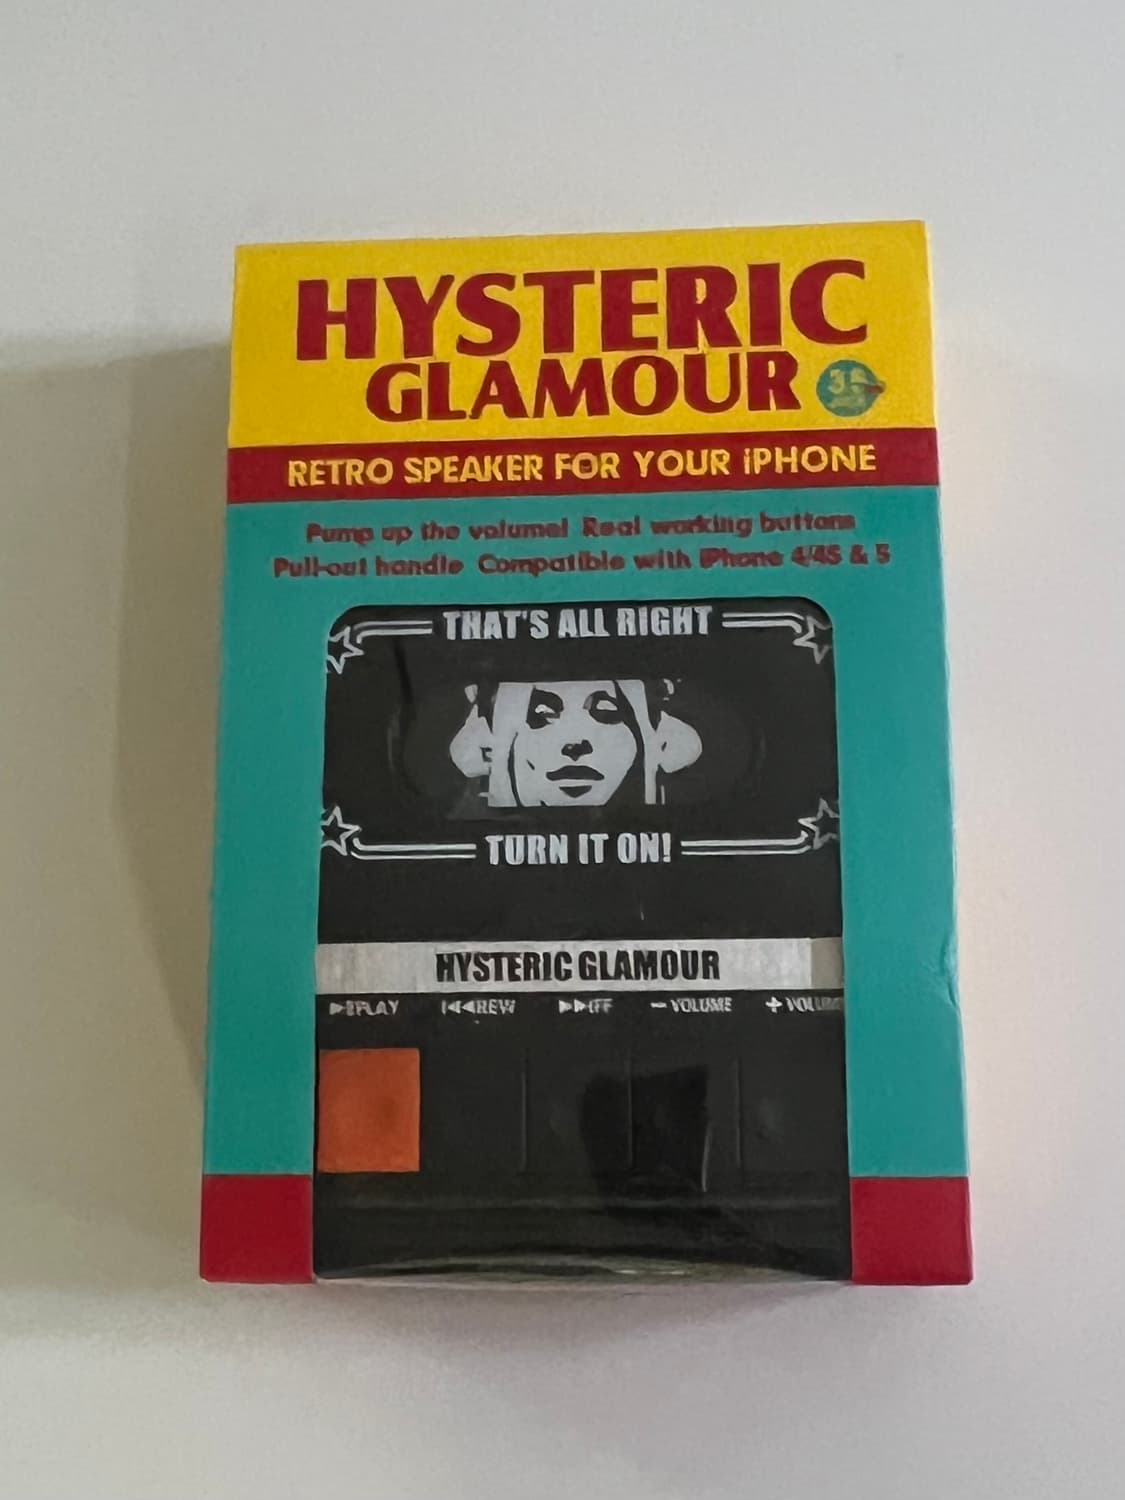 HYSTERIC
GLAMOUR
RETRO SPEAKER FOR YOUR iPHONE
Pump up the volume! Real working buttons
Pull-out handle Compatible with iPhone 4/4S & 5
THAT'S ALL RIGHT
TURN IT ON!
HYSTERIC GLAMOUR
PLAY REW FF - VOLUME + VOLUME